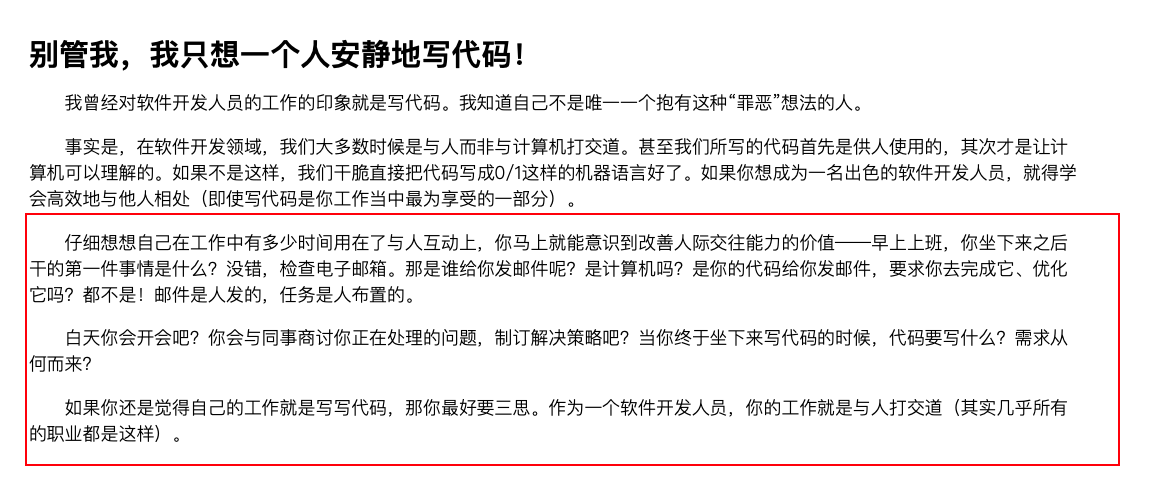 别管我，我只想一个人安静地写代码！
我曾经对软件开发人员的工作的印象就是写代码。我知道自己不是唯一一个抱有这种“罪恶”想法的人。
事实是，在软件开发领域，我们大多数时候是与人而非与计算机打交道。甚至我们所写的代码首先是供人使用的，其次才是让计
算机可以理解的。如果不是这样，我们干脆直接把代码写成0/1这样的机器语言好了。如果你想成为一名出色的软件开发人员，就得学
会高效地与他人相处（即使写代码是你工作当中最为享受的一部分）。
仔细想想自己在工作中有多少时间用在了与人互动上，你马上就能意识到改善人际交往能力的价值——早上上班，你坐下来之后
干的第一件事情是什么？没错，检查电子邮箱。那是谁给你发邮件呢？是计算机吗？是你的代码给你发邮件，要求你去完成它、优化
它吗？都不是！邮件是人发的，任务是人布置的。
白天你会开会吧？你会与同事商讨你正在处理的问题，制订解决策略吧？当你终于坐下来写代码的时候，代码要写什么？需求从
何而来？
如果你还是觉得自己的工作就是写写代码，那你最好要三思。作为一个软件开发人员，你的工作就是与人打交道（其实几乎所有
的职业都是这样）。